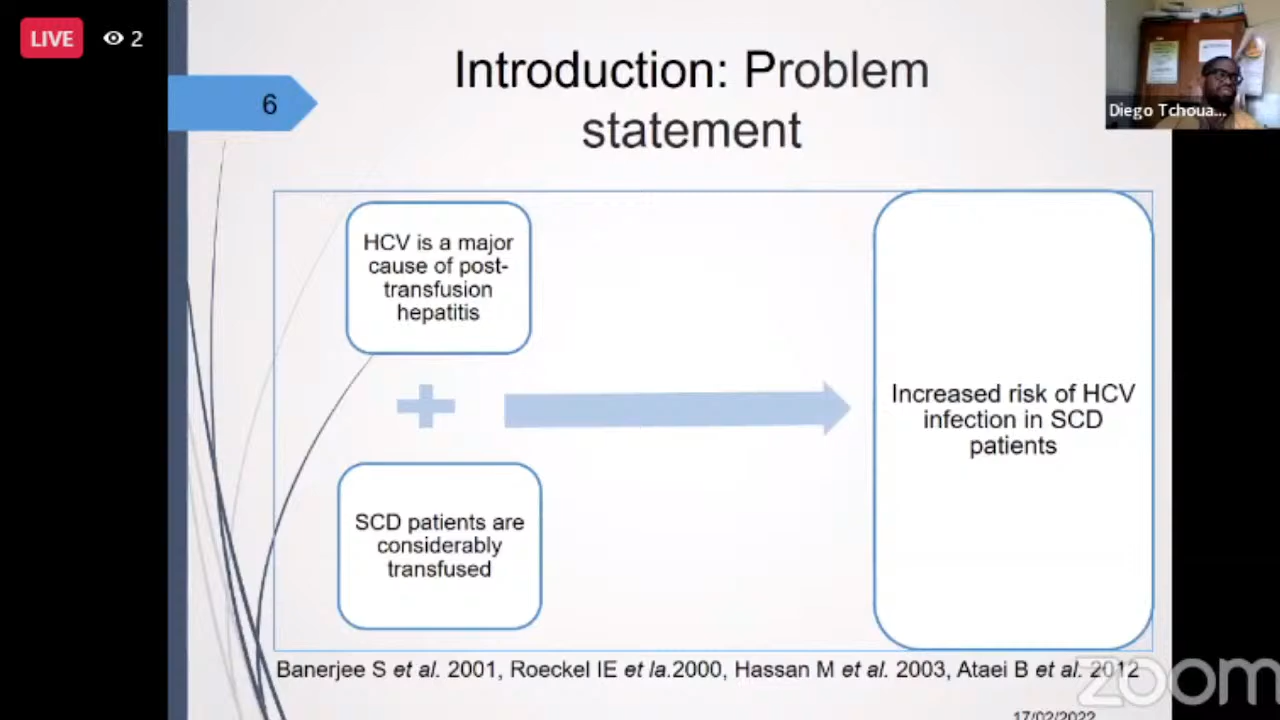 LIVE
2
Introduction: Problem
statement
6
Diego Tchoua...
HCV is a major
cause of post-
transfusion
hepatitis
Increased risk of HCV
infection in SCD
patients
SCD patients are
considerably
transfused
Banerjee S et al. 2001, Roeckel IE et la.2000, Hassan M et al. 2003, Ataei B et al. 2012
zoom
17/02/2022